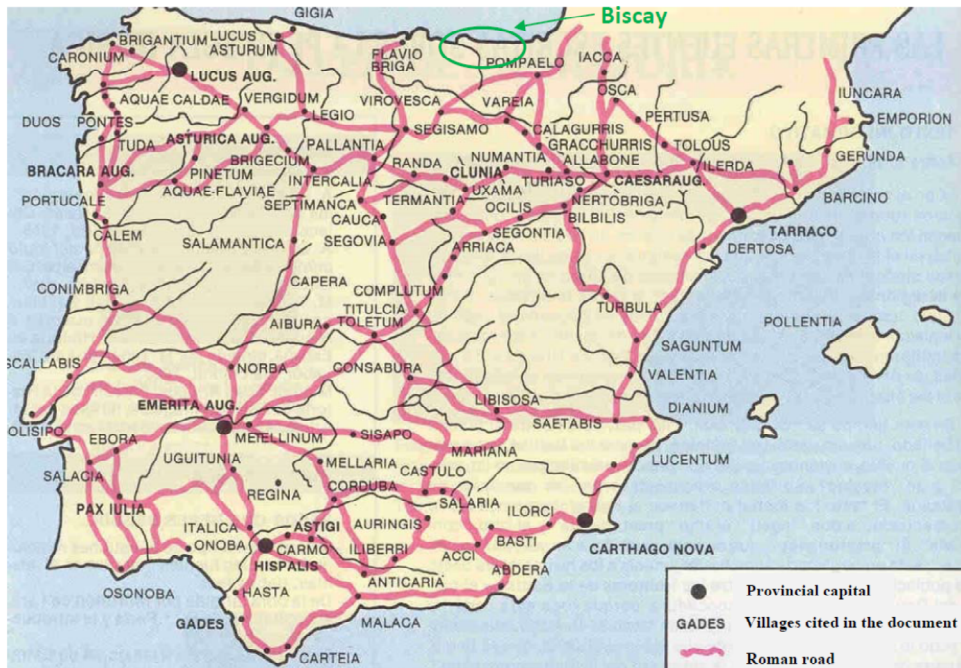 Biscay
GIGIA
LUCUS
ASTURUM
BRIGANTIUM
CARONIUM
LUCUS AUG.
FLAVIO
BRIGA
POMPAELO
IACCA
OSCA
IUNCARA
EMPORION
AQUAE CALDAE
VERGIDUM
LEGIO
VIROVESCA
VAREIA
PERTUSA
DUOS
PONTES
TUDA
ASTURICA AUG.
PALLANTIA
SEGISAMO
CALAGURRIS
GRACCHURRIS
TOLOUS
GERUNDA
BRIGECIUM
RANDA
NUMANTIA
ALLABONE
VILERDA
BRACARA AUG.
PINETUM
AQUAE-FLAVIAE
INTERCALIA
CLUNIA
TURIASO
CAESARAUG.
BARCINO
PORTUCALE
SEPTIMANCA
UXAMA
TERMANTIA
NERTOBRIGA
CAUCA
OCILIS
BILBILIS
TARRACO
CALEM
SALAMANTICA
SEGOVIA
SEGONTIA
DERTOSA
ARRIACA
CONIMBRIGA
CAPERA
COMPLUTUM
TITULCIA
TURBULA
POLLENTIA
AIBURA
TOLETUM
SAGUNTUM
SCALLABIS
NORBA
CONSABURA
VALENTIA
EMERITA AUG.
LIBISOSA
DIANIUM
OLISIPO
EBORA
METELLINUM
SISAPO
SAETABIS
UGUITUNIA
MARIANA
SALACIA
MELLARIA
CASTULO
LUCENTUM
REGINA
CORDUBA
SALARIA
PAX IULIA
ITALICA
ASTIGI
AURINGIS
ILORCI
ONOBA
CARMO
ILIBERRI
BASTI
HISPALIS
ACCI
CARTHAGO NOVA
OSONOBA
HASTA
ANTICARIA
ABDERA
GADES
MALACA
CARTEIA
Provincial capital
GADES Villages cited in the document
Roman road